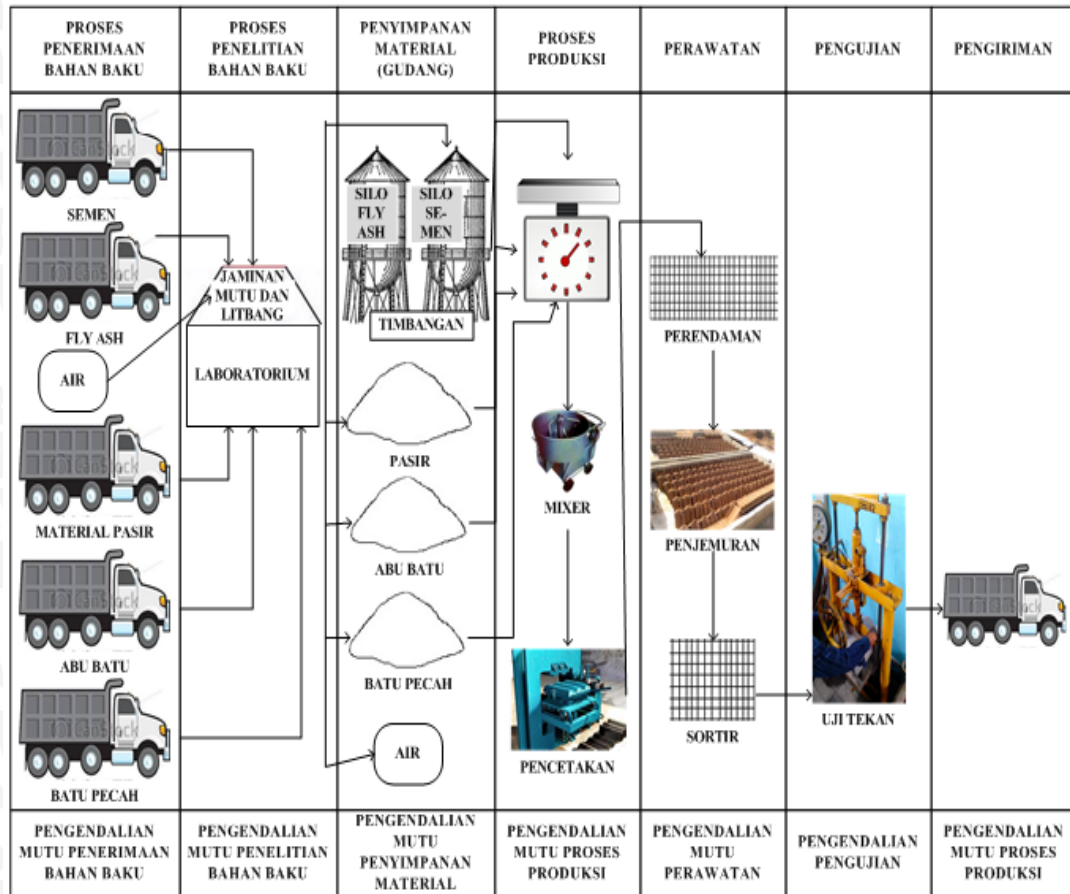 PROSES
PENERIMAAN
BAHAN BAKU
PROSES
PENELITIAN
BAHAN BAKU
PENYIMPANAN
MATERIAL
(GUDANG)
PROSES
PRODUKSI
PERAWATAN
PENGUJIAN
PENGIRIMAN
SEMEN
FLY ASH
AIR
MATERIAL PASIR
ABU BATU
BATU PECAH
JAMINAN
MUTU DAN
LITBANG
LABORATORIUM
SILO
FLY
ASH
SILO
SE-
MEN
TIMBANGAN
PASIR
ABU BATU
BATU PECAH
AIR
MIXER
PENCETAKAN
PERENDAMAN
PENJEMURAN
SORTIR
UJI TEKAN
PENGENDALIAN
MUTU PENERIMAAN
BAHAN BAKU
PENGENDALIAN
MUTU PENELITIAN
BAHAN BAKU
PENGENDALIAN
MUTU
PENYIMPANAN
MATERIAL
PENGENDALIAN
MUTU PROSES
PRODUKSI
PENGENDALIAN
MUTU
PERAWATAN
PENGENDALIAN
PENGUJIAN
PENGENDALIAN
MUTU PROSES
PRODUKSI